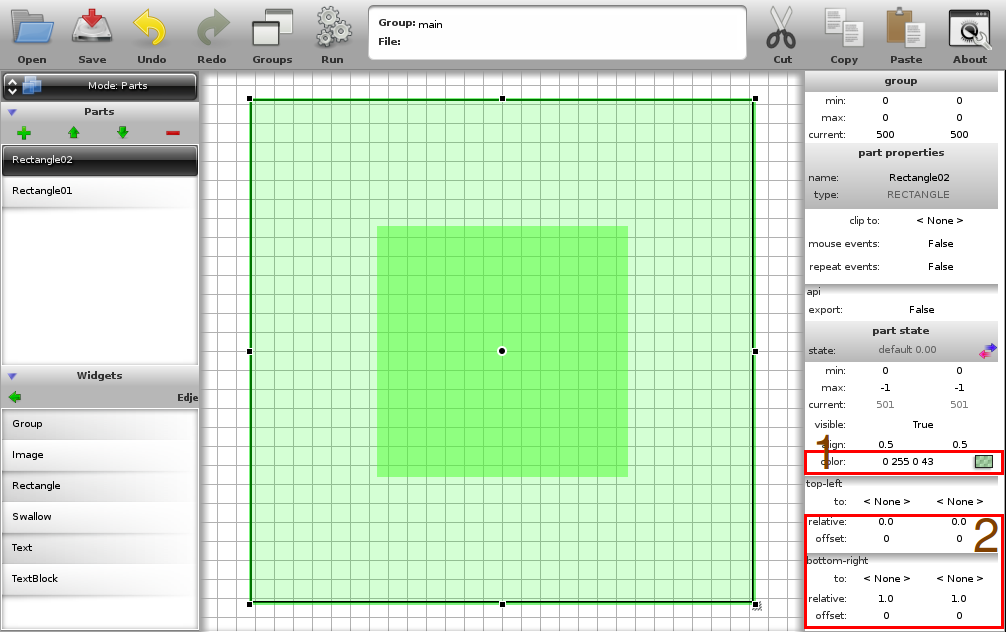 Open Save Undo Redo Groups Run
Group: main
File:
Cut Copy Paste About
Mode: Parts
Parts
Rectangle02
Rectangle01
Widgets
Edje
Group
Image
Rectangle
Swallow
Text
TextBlock
group
min: 0 0
max: 0 0
current: 500 500
part properties
name: Rectangle02
type: RECTANGLE
clip to: < None >
mouse events: False
repeat events: False
api
export: False
part state
state: default 0.00
min: 0 0
max: -1 -1
current: 501 501
visible: True
align: 0.5 0.5
1
color: 0 255 0 43
top-left
to: < None > < None >
relative: 0.0 0.0
2
offset: 0 0
bottom-right
to: < None > < None >
relative: 1.0 1.0
offset: 0 0